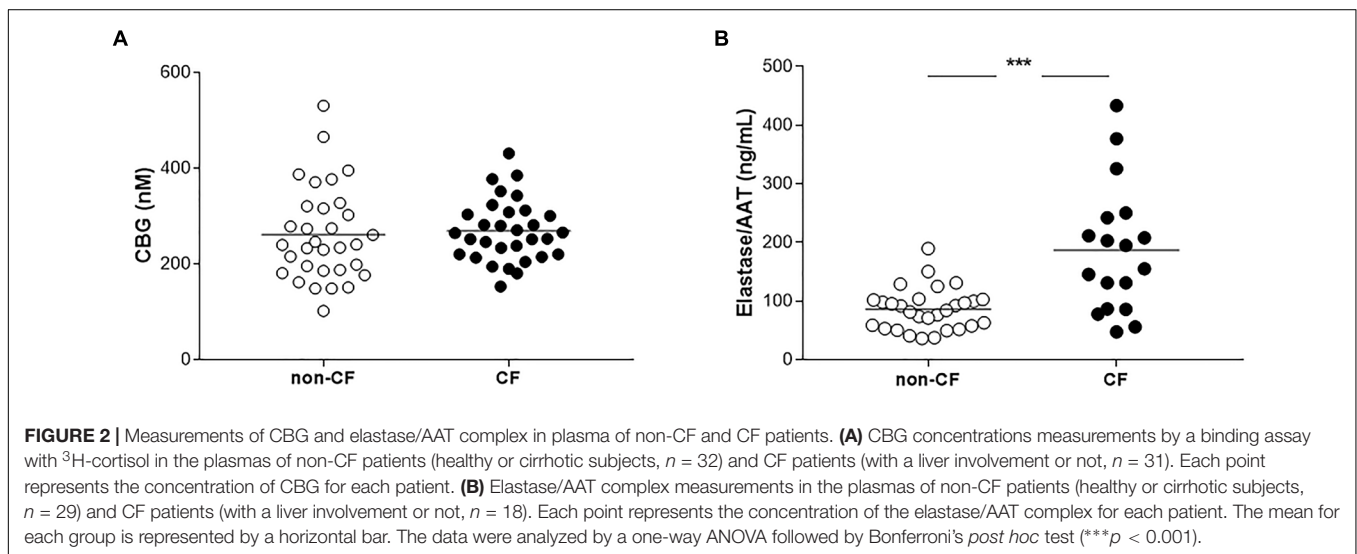 A
B
600
400
200
0
CBG (nM)
non-CF
CF
500
400
300
200
100
0
Elastase/AAT (ng/mL)
***
non-CF
CF
FIGURE 2 | Measurements of CBG and elastase/AAT complex in plasma of non-CF and CF patients. (A) CBG concentrations measurements by a binding assay
with ³H-cortisol in the plasmas of non-CF patients (healthy or cirrhotic subjects, n = 32) and CF patients (with a liver involvement or not, n = 31). Each point
represents the concentration of CBG for each patient. (B) Elastase/AAT complex measurements in the plasmas of non-CF patients (healthy or cirrhotic subjects,
n = 29) and CF patients (with a liver involvement or not, n = 18). Each point represents the concentration of the elastase/AAT complex for each patient. The mean for
each group is represented by a horizontal bar. The data were analyzed by a one-way ANOVA followed by Bonferroni's post hoc test (***p < 0.001).